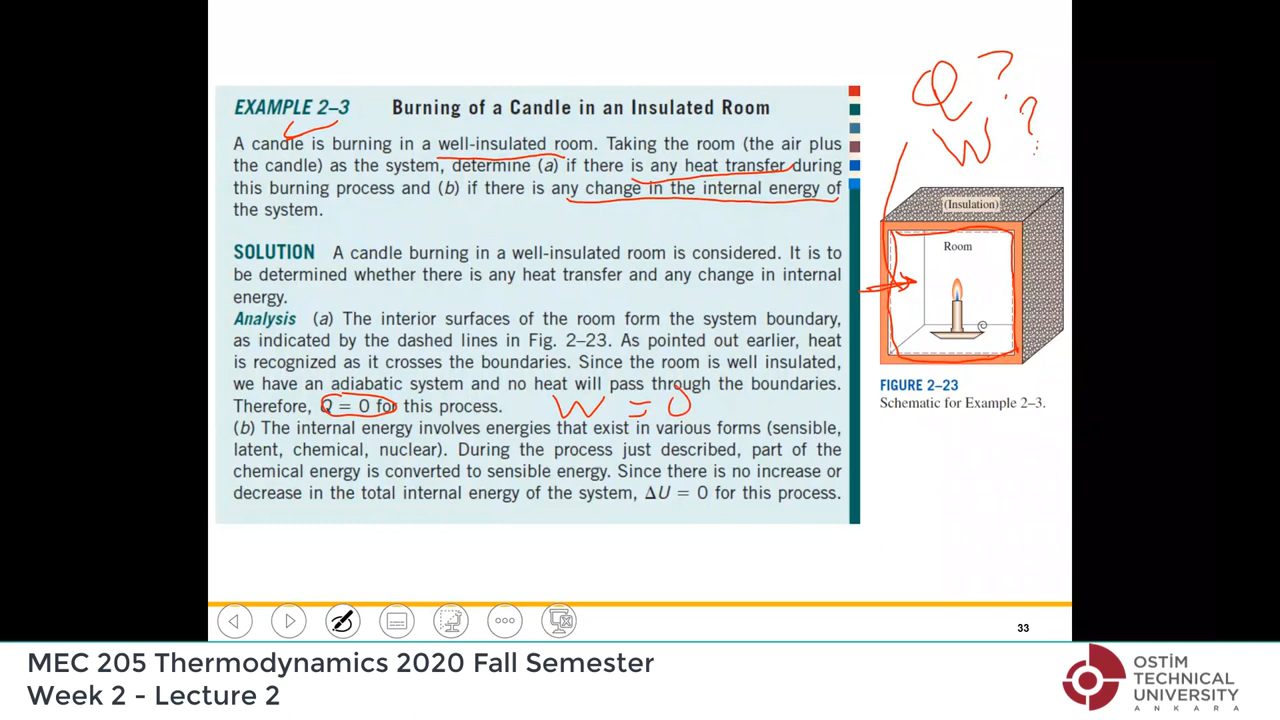 EXAMPLE 2–3 Burning of a Candle in an Insulated Room
A candle is burning in a well-insulated room. Taking the room (the air plus
the candle) as the system, determine (a) if there is any heat transfer during
this burning process and (b) if there is any change in the internal energy of
the system.
SOLUTION A candle burning in a well-insulated room is considered. It is to
be determined whether there is any heat transfer and any change in internal
energy.
Analysis (a) The interior surfaces of the room form the system boundary,
as indicated by the dashed lines in Fig. 2–23. As pointed out earlier, heat
is recognized as it crosses the boundaries. Since the room is well insulated,
we have an adiabatic system and no heat will pass through the boundaries.
Therefore, Q = 0 for this process.
W = 0
(b) The internal energy involves energies that exist in various forms (sensible,
latent, chemical, nuclear). During the process just described, part of the
chemical energy is converted to sensible energy. Since there is no increase or
decrease in the total internal energy of the system, ΔU = 0 for this process.
Q ?
W ?
(Insulation)
Room
FIGURE 2–23
Schematic for Example 2–3.
33
MEC 205 Thermodynamics 2020 Fall Semester
Week 2 - Lecture 2
OSTİM
TECHNICAL
UNIVERSITY
ANKARA